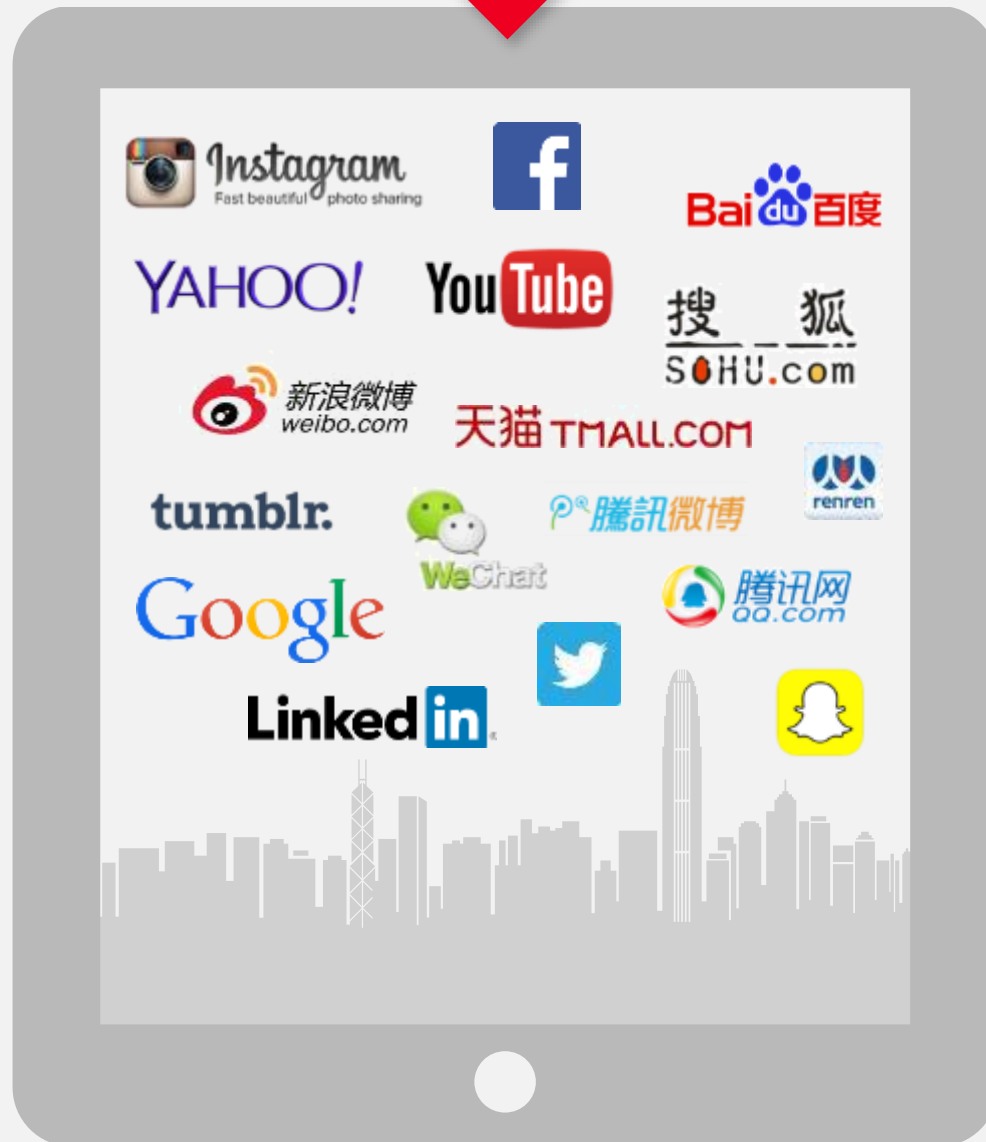 Instagram
Fast beautiful photo sharing
f
Bai du 百度
YAHOO!
YouTube
搜 狐
SOHU.com
新浪微博
weibo.com
天猫 TMALL.COM
renren
tumblr.
WeChat
騰訊微博
Google
腾讯网
QQ.com
Linked in